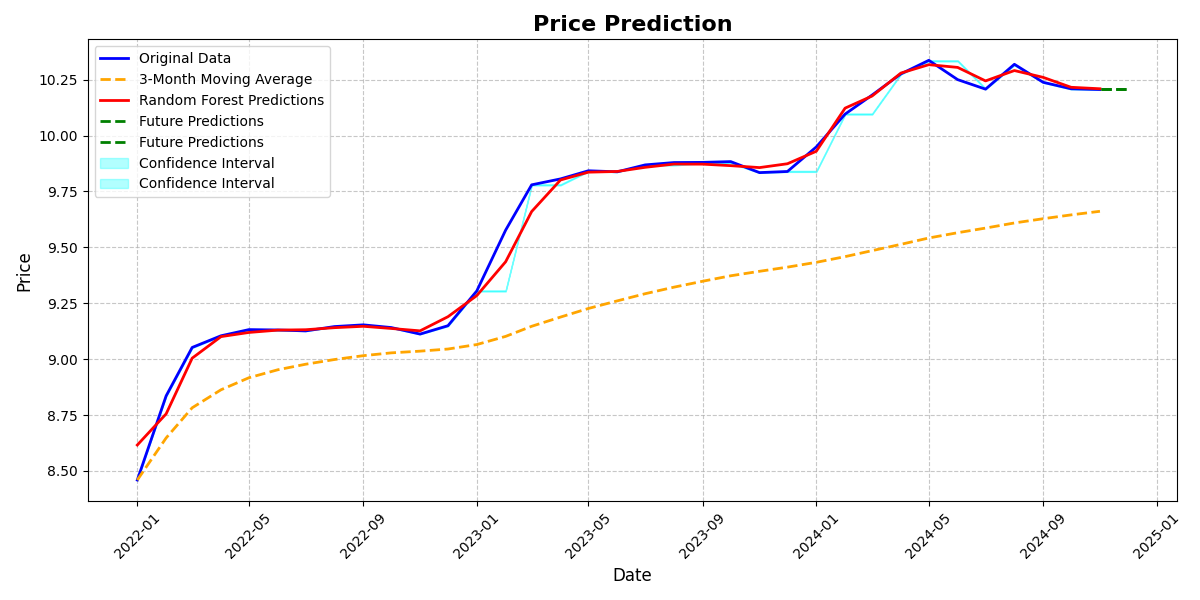 Price Prediction
Original Data
3-Month Moving Average
Random Forest Predictions
Future Predictions
Future Predictions
Confidence Interval
Confidence Interval
Price
10.25
10.00
9.75
9.50
9.25
9.00
8.75
8.50
2022-01
2022-05
2022-09
2023-01
2023-05
2023-09
2024-01
2024-05
2024-09
2025-01
Date